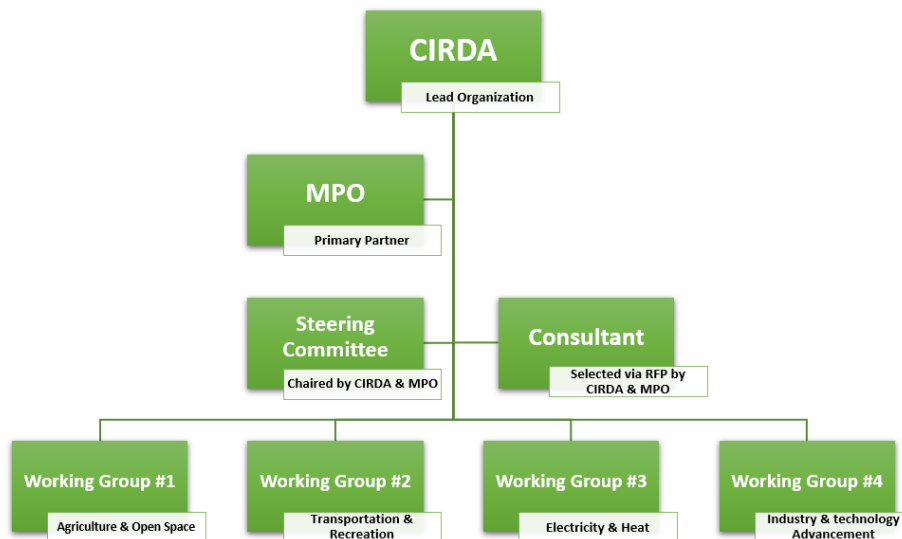 CIRDA
Lead Organization
MPO
Primary Partner
Steering
Committee
Chaired by CIRDA & MPO
Consultant
Selected via RFP by
CIRDA & MPO
Working Group #1
Agriculture & Open Space
Working Group #2
Transportation &
Recreation
Working Group #3
Electricity & Heat
Working Group #4
Industry & technology
Advancement